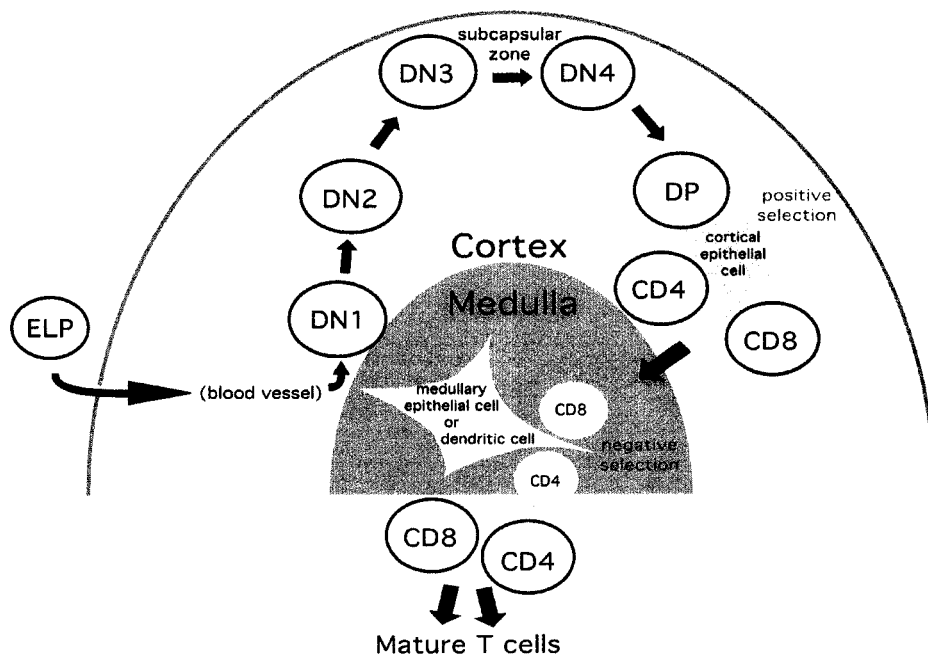 subcapsular
zone
DN3
DN4
DN2
DP
positive
selection
cortical
epithelial
cell
Cortex
Medulla
CD4
CD8
DN1
ELP
(blood vessel)
medullary
epithelial cell
or
dendritic cell
CD8
negative
selection
CD4
CD8
CD4
Mature T cells